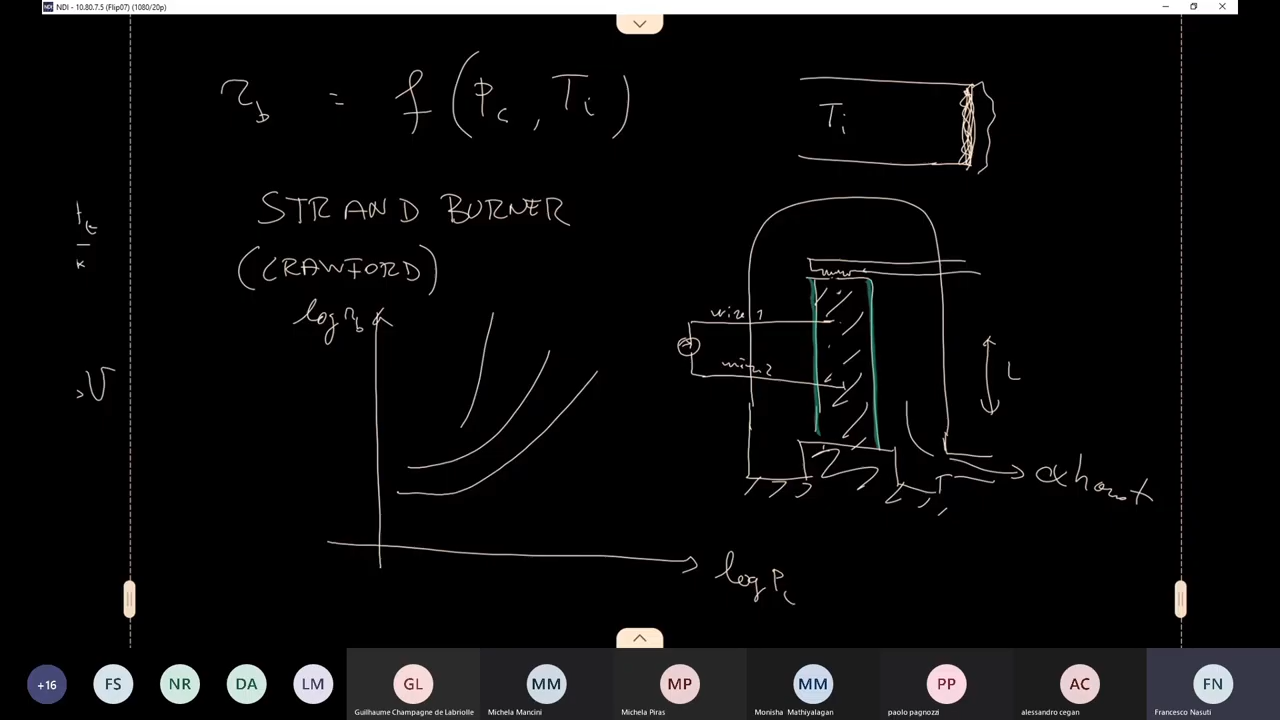 NDI - 10.80.7.5 (Flip07) (1080/20p)
r_b = f (P_c, T_i)
T_i
STRAND BURNER
(CRAWFORD)
log r_b
wire 1
wire 2
L
exhaust
log P_c
+16
FS
NR
DA
LM
GL
Guilhaume Champagne de Labriolle
MM
Michela Mancini
MP
Michela Piras
MM
Monisha Mathiyalagan
PP
paolo pagnozzi
AC
alessandro cegan
FN
Francesco Nasuti